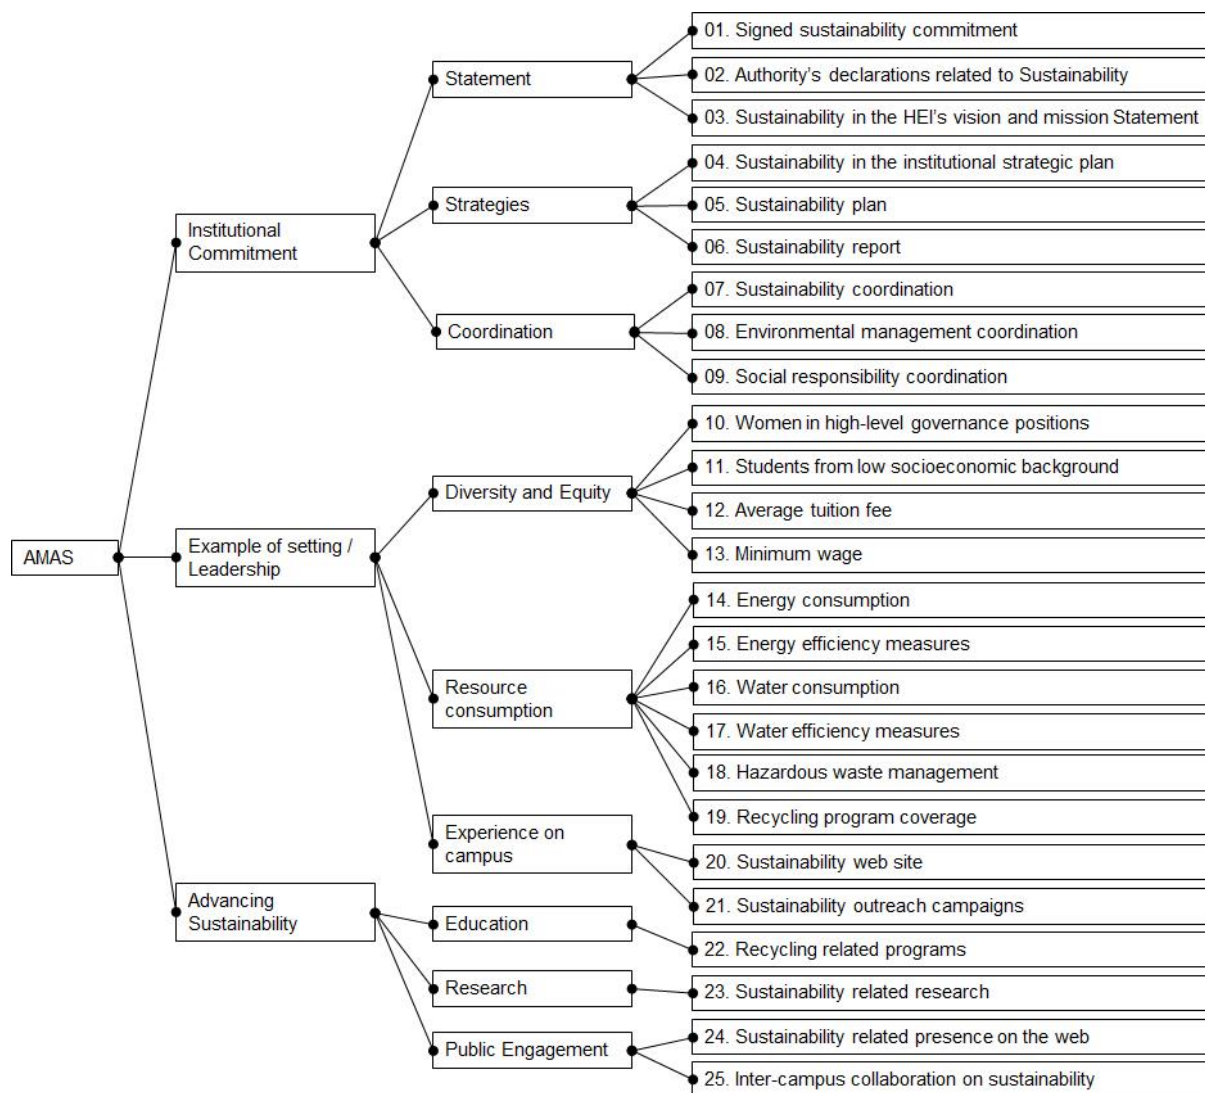 AMAS
Institutional
Commitment
Example of setting /
Leadership
Advancing
Sustainability
Statement
Strategies
Coordination
Diversity and Equity
Resource
consumption
Experience on
campus
Education
Research
Public Engagement
01. Signed sustainability commitment
02. Authority's declarations related to Sustainability
03. Sustainability in the HEI's vision and mission Statement
04. Sustainability in the institutional strategic plan
05. Sustainability plan
06. Sustainability report
07. Sustainability coordination
08. Environmental management coordination
09. Social responsibility coordination
10. Women in high-level governance positions
11. Students from low socioeconomic background
12. Average tuition fee
13. Minimum wage
14. Energy consumption
15. Energy efficiency measures
16. Water consumption
17. Water efficiency measures
18. Hazardous waste management
19. Recycling program coverage
20. Sustainability web site
21. Sustainability outreach campaigns
22. Recycling related programs
23. Sustainability related research
24. Sustainability related presence on the web
25. Inter-campus collaboration on sustainability